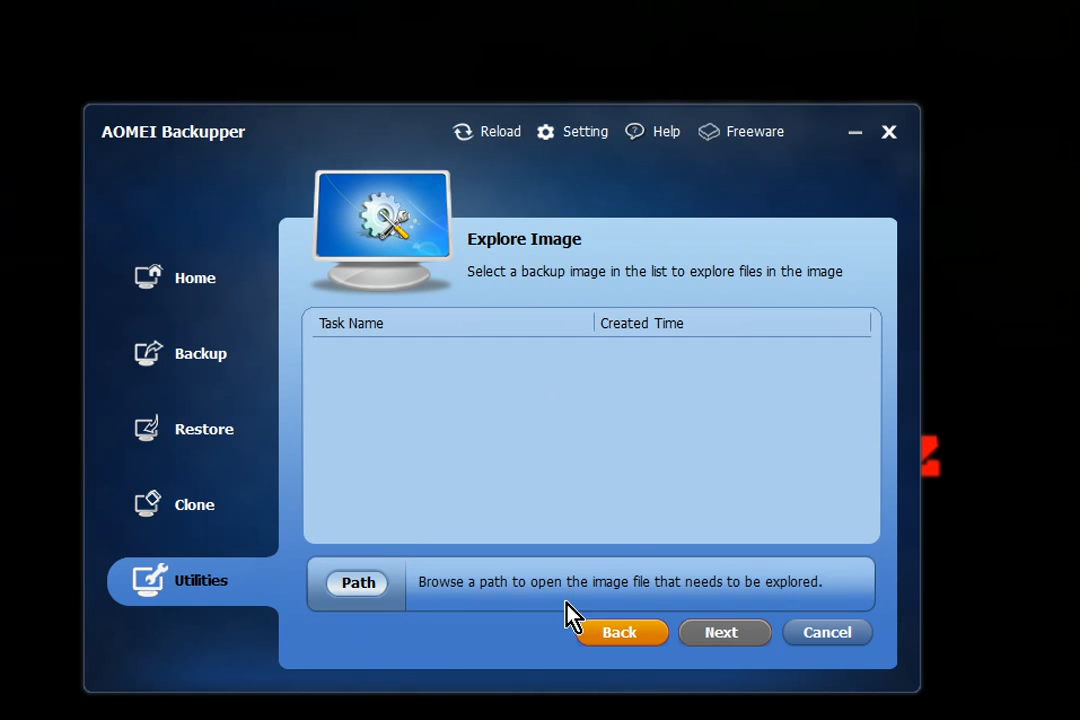 AOMEI Backupper
Reload
Setting
Help
Freeware
Explore Image
Select a backup image in the list to explore files in the image
Home
Backup
Restore
Clone
Utilities
Task Name
Created Time
Path
Browse a path to open the image file that needs to be explored.
Back
Next
Cancel